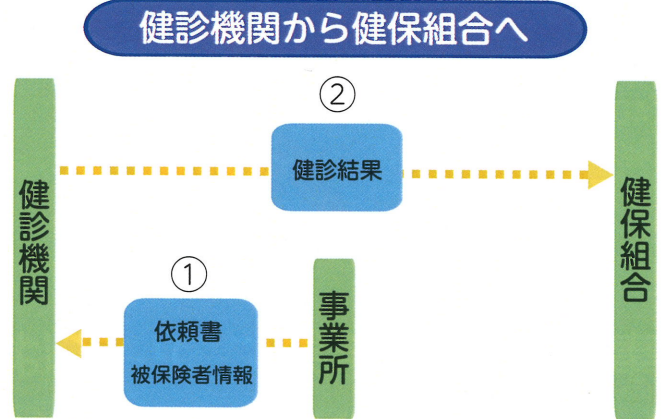 健診機関から健保組合へ
②
健診結果
健診機関
健保組合
①
依頼書
被保険者情報
事業所